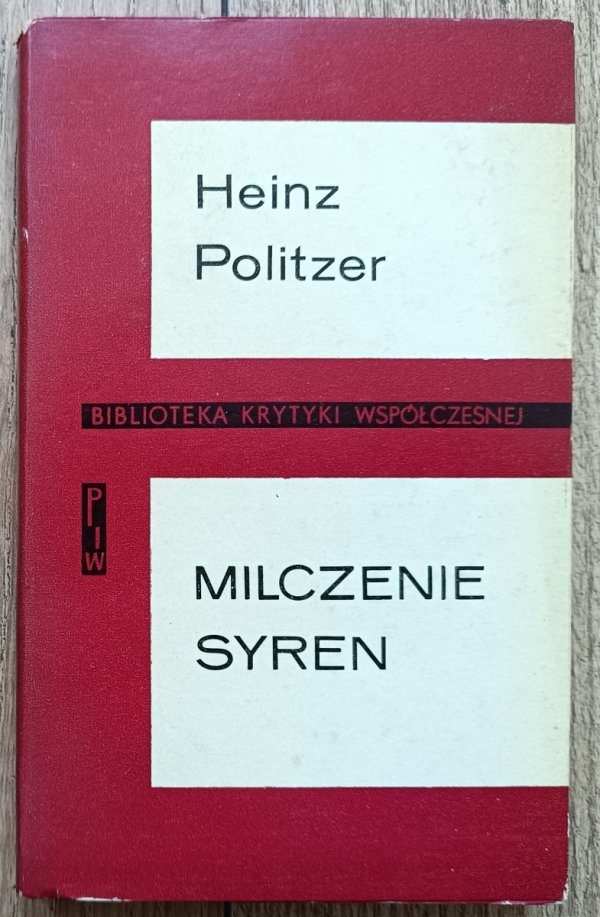 Heinz
Politzer
BIBLIOTEKA KRYTYKI WSPÓŁCZESNEJ
PIW
MILCZENIE
SYREN